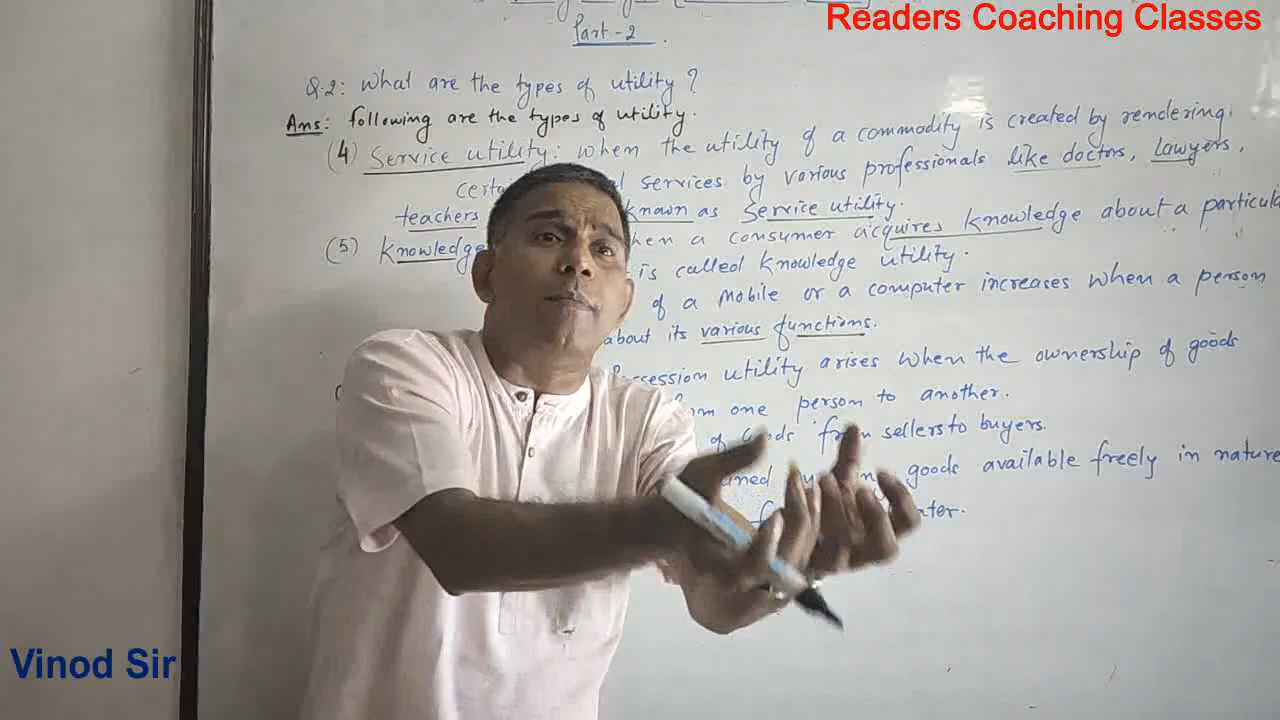 Readers Coaching Classes
Part-2
Q.2: What are the types of utility?
Ans: following are the types of utility.
(4) Service utility: When the utility of a commodity is created by rendering.
services by various professionals like doctors, lawyers,
teachers known as Service utility.
(5) Knowledge when a consumer acquires knowledge about a
is called knowledge utility.
of a mobile or a computer increases when a person
about its various functions.
utility arises when the ownership of goods
one person to another.
of goods from sellers to buyers.
goods available freely in nature
Vinod Sir